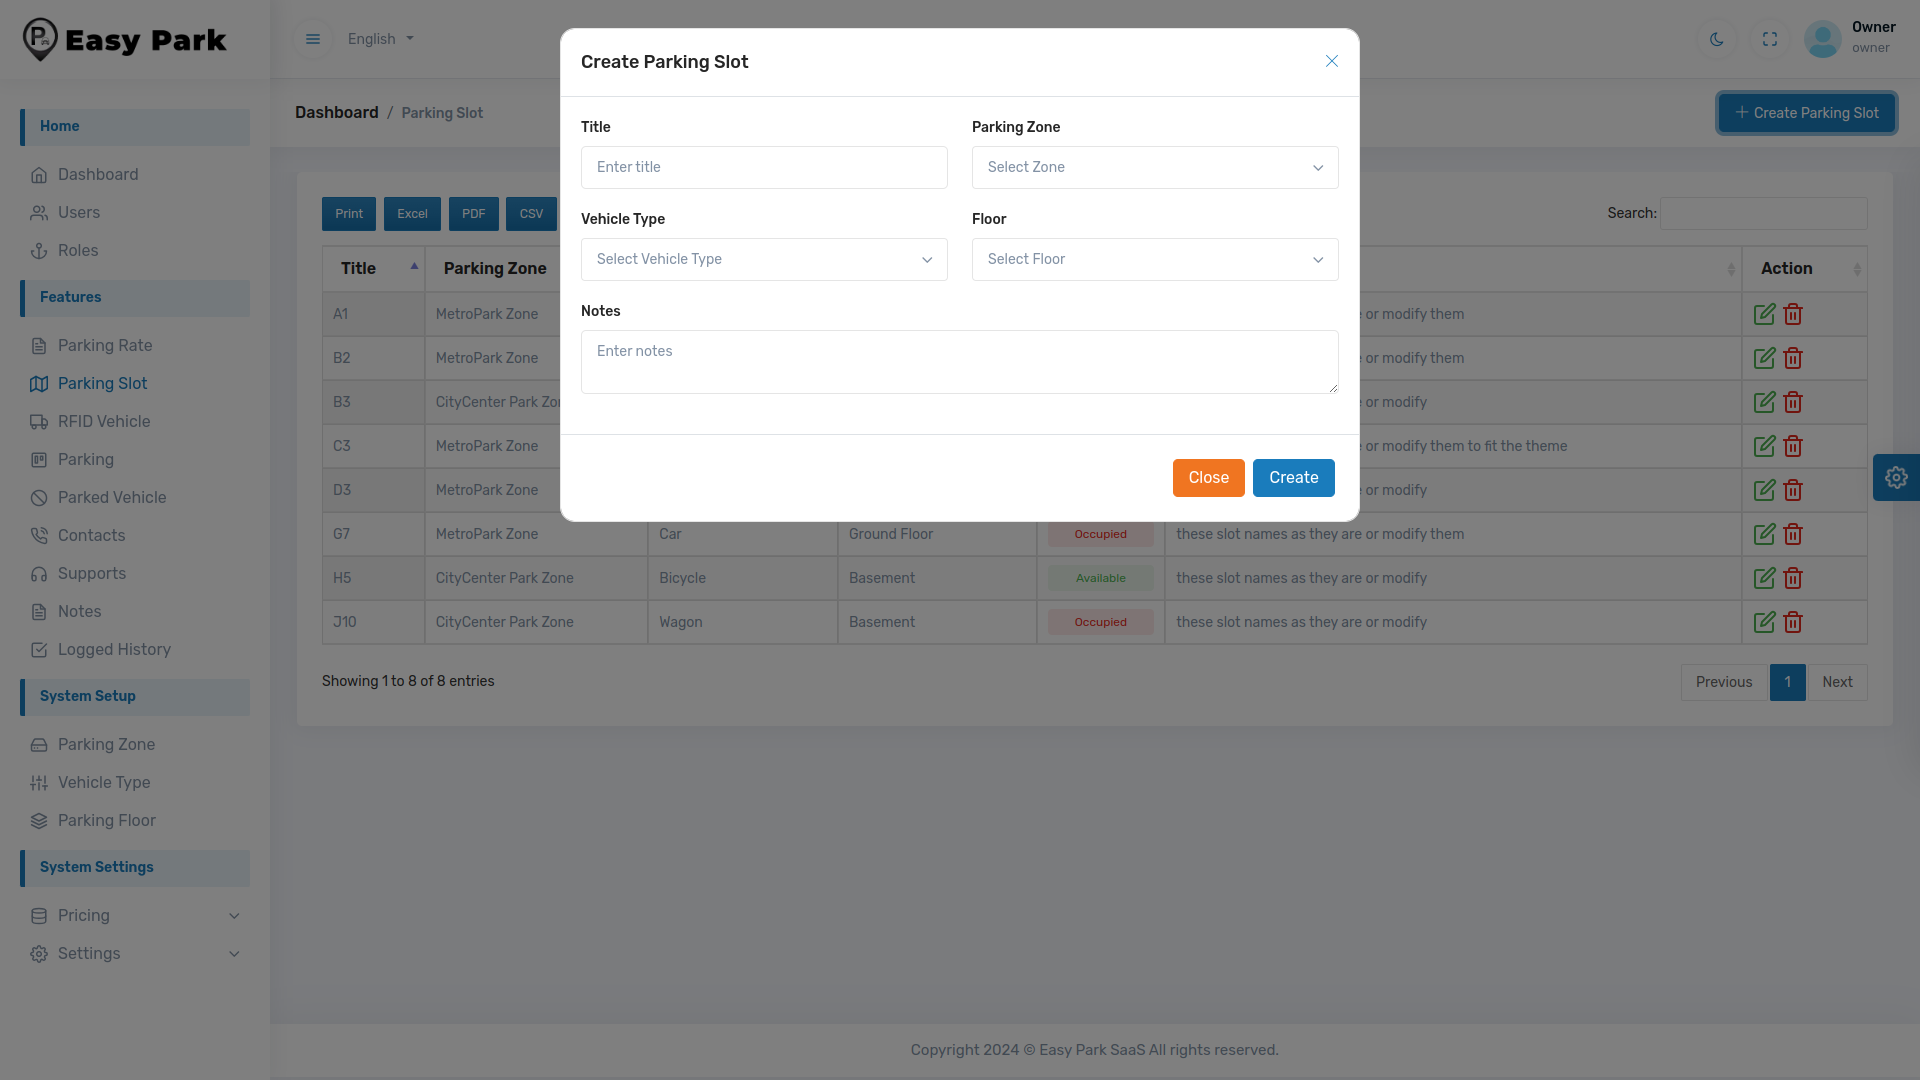 Easy Park
English
Owner
owner
Home
Dashboard
Users
Roles
Features
Parking Rate
Parking Slot
RFID Vehicle
Parking
Parked Vehicle
Contacts
Supports
Notes
Logged History
System Setup
Parking Zone
Vehicle Type
Parking Floor
System Settings
Pricing
Settings
Dashboard / Parking Slot
Create Parking Slot
Print Excel PDF CSV
Search:
Title Parking Zone Action
A1 MetroPark Zone or modify them
B2 MetroPark Zone or modify them
B3 CityCenter Park or modify
C3 MetroPark Zone or modify them to fit the theme
D3 MetroPark Zone or modify
G7 MetroPark Zone Car Ground Floor Occupied these slot names as they are or modify them
H5 CityCenter Park Zone Bicycle Basement Available these slot names as they are or modify
J10 CityCenter Park Zone Wagon Basement Occupied these slot names as they are or modify
Showing 1 to 8 of 8 entries
Previous 1 Next
Create Parking Slot
Title Parking Zone
Enter title Select Zone
Vehicle Type Floor
Select Vehicle Type Select Floor
Notes
Enter notes
Close Create
Copyright 2024 © Easy Park SaaS All rights reserved.